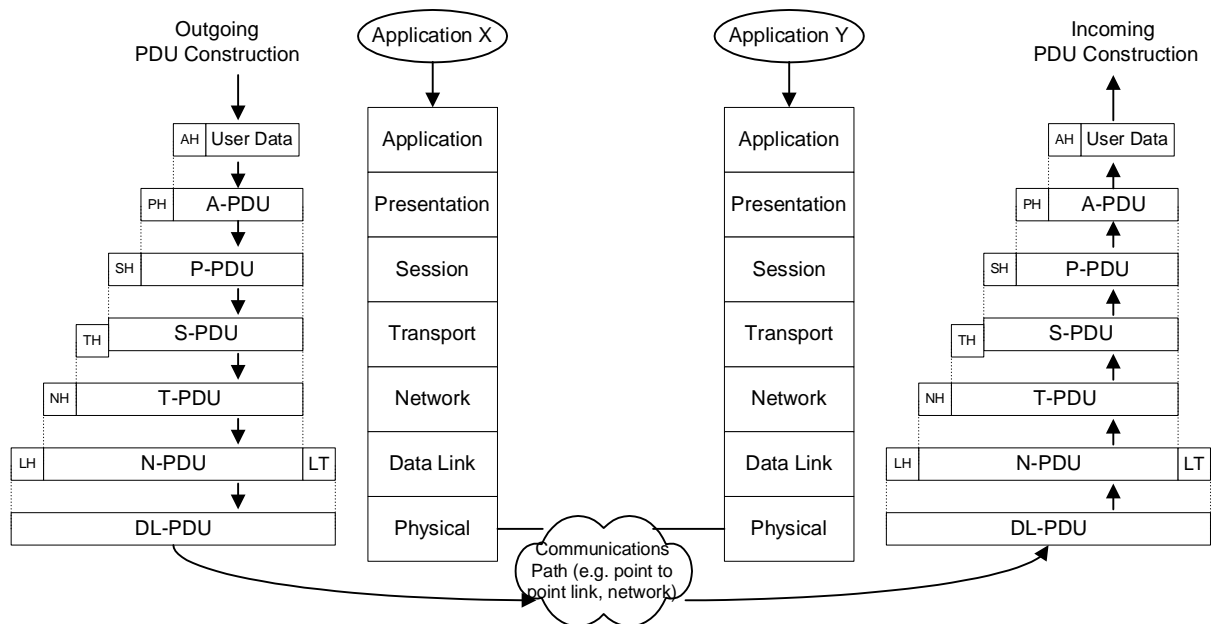 Outgoing
PDU Construction
Application X
Application Y
Incoming
PDU Construction
AH User Data
Application
Application
AH User Data
PH A-PDU
Presentation
Presentation
PH A-PDU
SH P-PDU
Session
Session
SH P-PDU
TH S-PDU
Transport
Transport
TH S-PDU
NH T-PDU
Network
Network
NH T-PDU
LH N-PDU LT
Data Link
Data Link
LH N-PDU LT
DL-PDU
Physical
Physical
DL-PDU
Communications
Path (e.g. point to
point link, network)